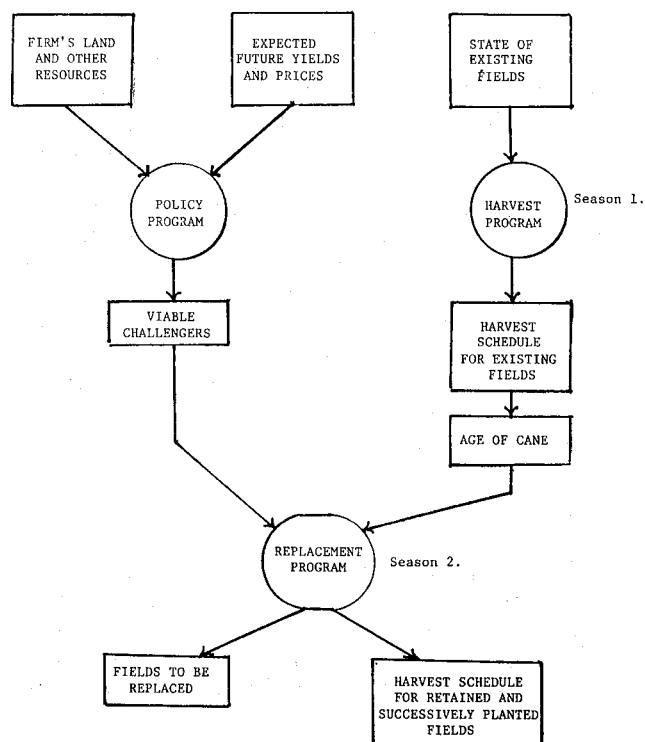 FIRM'S LAND
AND OTHER
RESOURCES
EXPECTED
FUTURE YIELDS
AND PRICES
STATE OF
EXISTING
FIELDS
POLICY
PROGRAM
HARVEST
PROGRAM
Season 1.
VIABLE
CHALLENGERS
HARVEST
SCHEDULE
FOR EXISTING
FIELDS
AGE OF CANE
REPLACEMENT
PROGRAM
Season 2.
FIELDS TO BE
REPLACED
HARVEST SCHEDULE
FOR RETAINED AND
SUCCESSIVELY PLANTED
FIELDS